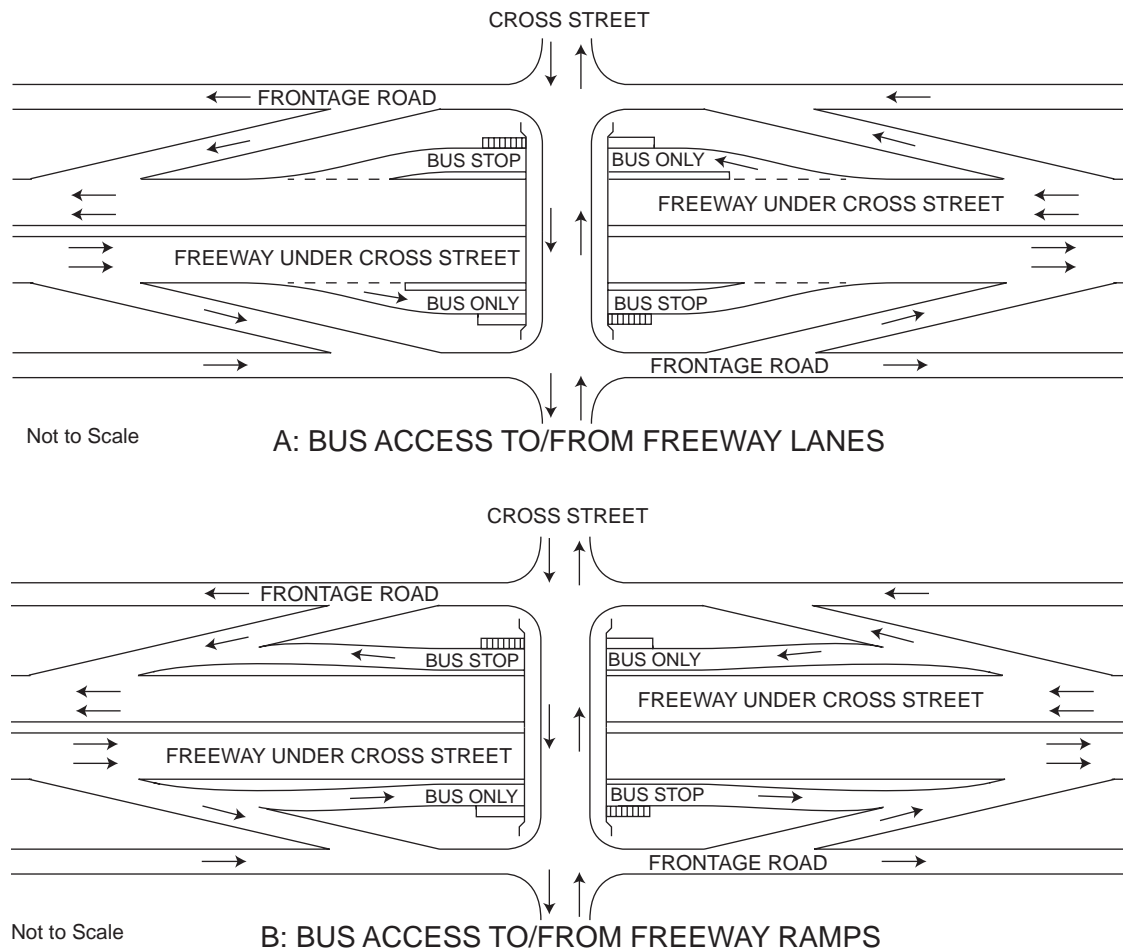 CROSS STREET
FRONTAGE ROAD
BUS STOP
BUS ONLY
FREEWAY UNDER CROSS STREET
FREEWAY UNDER CROSS STREET
BUS ONLY
BUS STOP
FRONTAGE ROAD
Not to Scale
A: BUS ACCESS TO/FROM FREEWAY LANES
CROSS STREET
FRONTAGE ROAD
BUS STOP
BUS ONLY
FREEWAY UNDER CROSS STREET
FREEWAY UNDER CROSS STREET
BUS ONLY
BUS STOP
FRONTAGE ROAD
Not to Scale
B: BUS ACCESS TO/FROM FREEWAY RAMPS